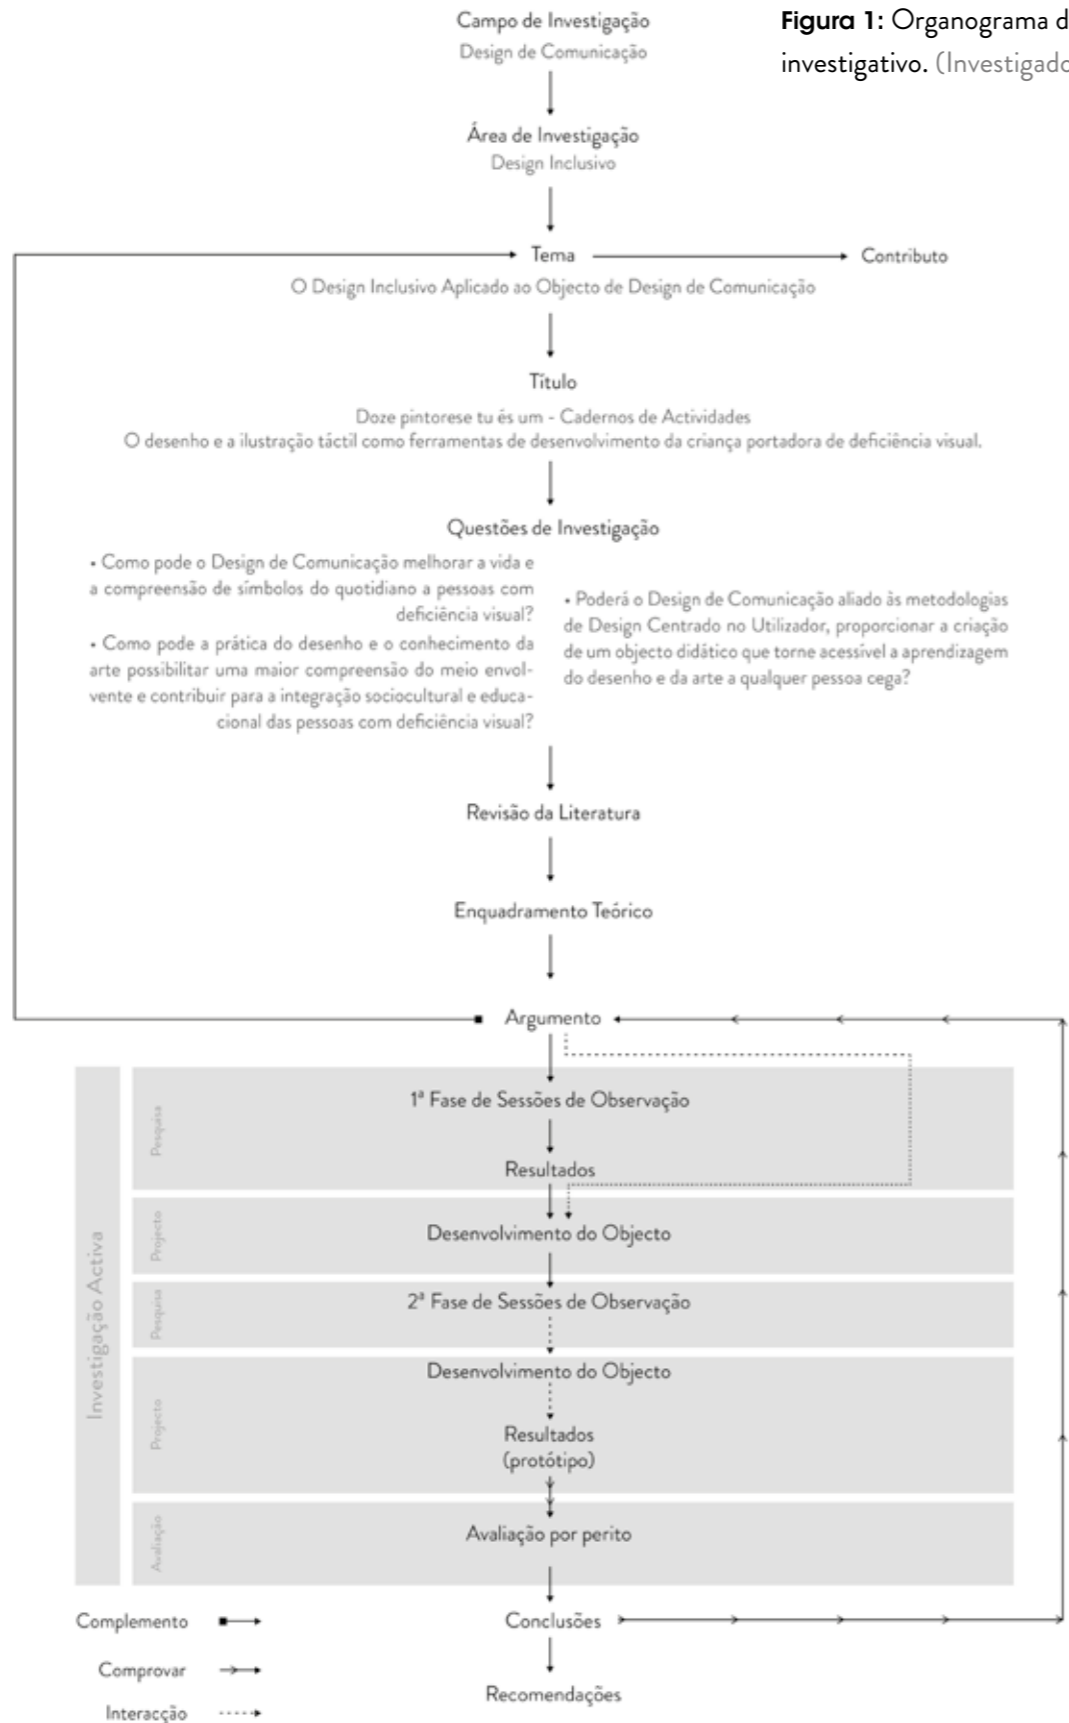 Campo de Investigação
Design de Comunicação
Figura 1: Organograma d
investigativo. (Investigado
Área de Investigação
Design Inclusivo
Tema
Contributo
O Design Inclusivo Aplicado ao Objecto de Design de Comunicação
Título
Doze pintorese tu és um - Cadernos de Actividades
O desenho e a ilustração táctil como ferramentas de desenvolvimento da criança portadora de deficiência visual.
Questões de Investigação
• Como pode o Design de Comunicação melhorar a vida e
a compreensão de símbolos do quotidiano a pessoas com
deficiência visual?
• Como pode a prática do desenho e o conhecimento da
arte possibilitar uma maior compreensão do meio envol-
vente e contribuir para a integração sociocultural e educa-
cional das pessoas com deficiência visual?
• Poderá o Design de Comunicação aliado às metodologias
de Design Centrado no Utilizador, proporcionar a criação
de um objecto didático que torne acessível a aprendizagem
do desenho e da arte a qualquer pessoa cega?
Revisão da Literatura
Enquadramento Teórico
Argumento
Investigação Activa
Pesquisa
1ª Fase de Sessões de Observação
Resultados
Projecto
Desenvolvimento do Objecto
Pesquisa
2ª Fase de Sessões de Observação
Projecto
Desenvolvimento do Objecto
Resultados
(protótipo)
Avaliação
Avaliação por perito
Complemento
Conclusões
Comprovar
Recomendações
Interacção